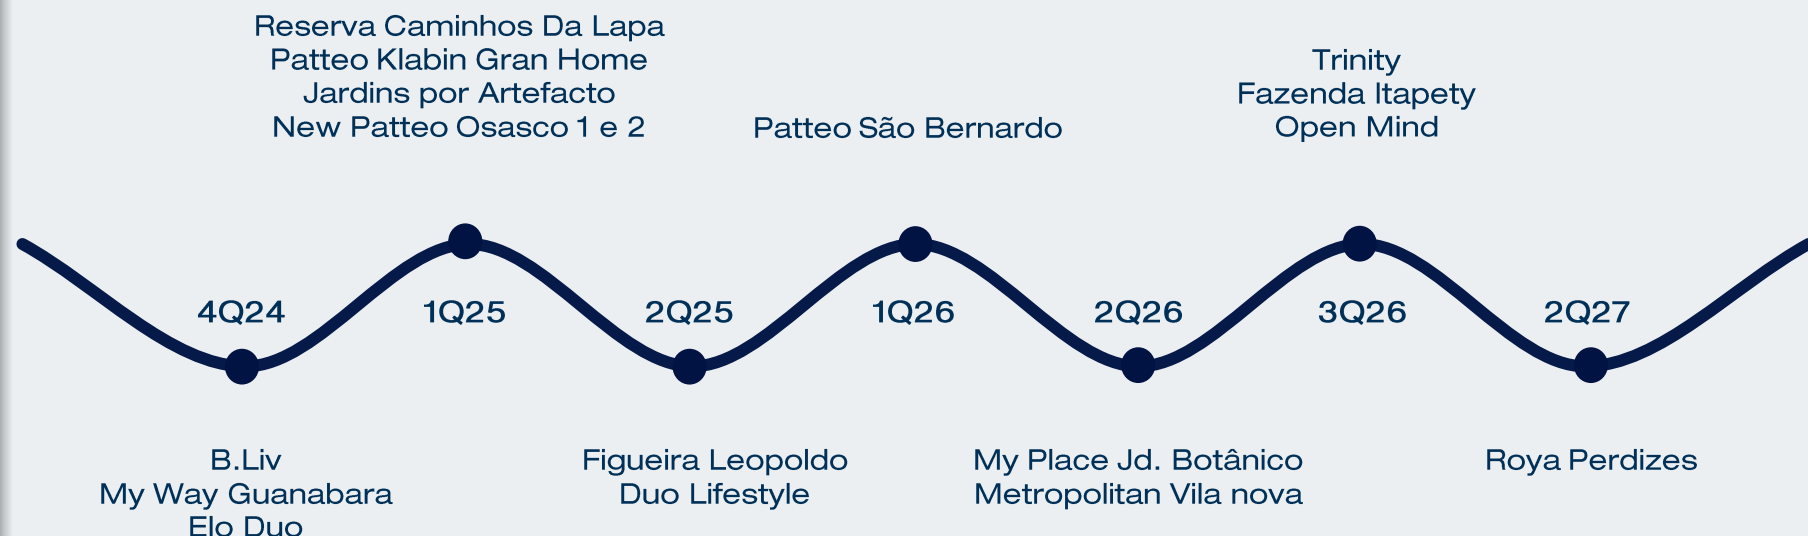 Reserva Caminhos Da Lapa
Patteo Klabin Gran Home
Jardins por Artefacto
New Patteo Osasco 1 e 2
Patteo São Bernardo
Trinity
Fazenda Itapety
Open Mind
4Q24
1Q25
2Q25
1Q26
2Q26
3Q26
2Q27
B.Liv
My Way Guanabara
Elo Duo
Figueira Leopoldo
Duo Lifestyle
My Place Jd. Botânico
Metropolitan Vila nova
Roya Perdizes